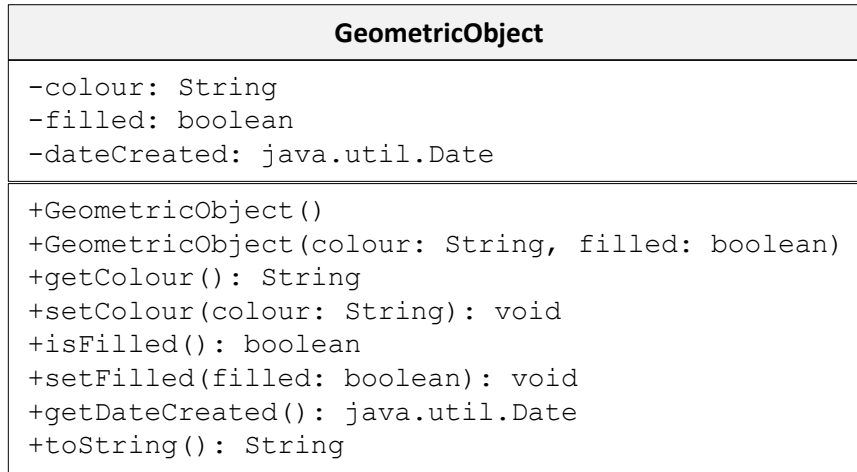 GeometricObject
-colour: String
-filled: boolean
-dateCreated: java.util.Date
+GeometricObject()
+GeometricObject(colour: String, filled: boolean)
+getColour(): String
+setColour(colour: String): void
+isFilled(): boolean
+setFilled(filled: boolean): void
+getDateCreated(): java.util.Date
+toString(): String